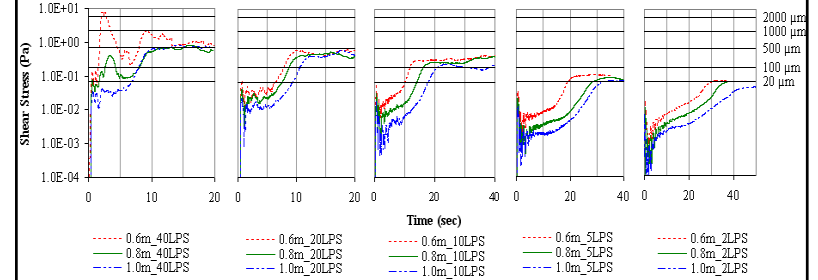 1.0E+01
1.0E+00
1.0E-01
1.0E-02
1.0E-03
1.0E-04
Shear Stress (Pa)
2000 µm
1000 µm
500 µm
100 µm
20 µm
0 10 20 0 10 20 0 20 40 0 20 40 0 20 40
Time (sec)
0.6m_40LPS
0.8m_40LPS
1.0m_40LPS
0.6m_20LPS
0.8m_20LPS
1.0m_20LPS
0.6m_10LPS
0.8m_10LPS
1.0m_10LPS
0.6m_5LPS
0.8m_5LPS
1.0m_5LPS
0.6m_2LPS
0.8m_2LPS
1.0m_2LPS